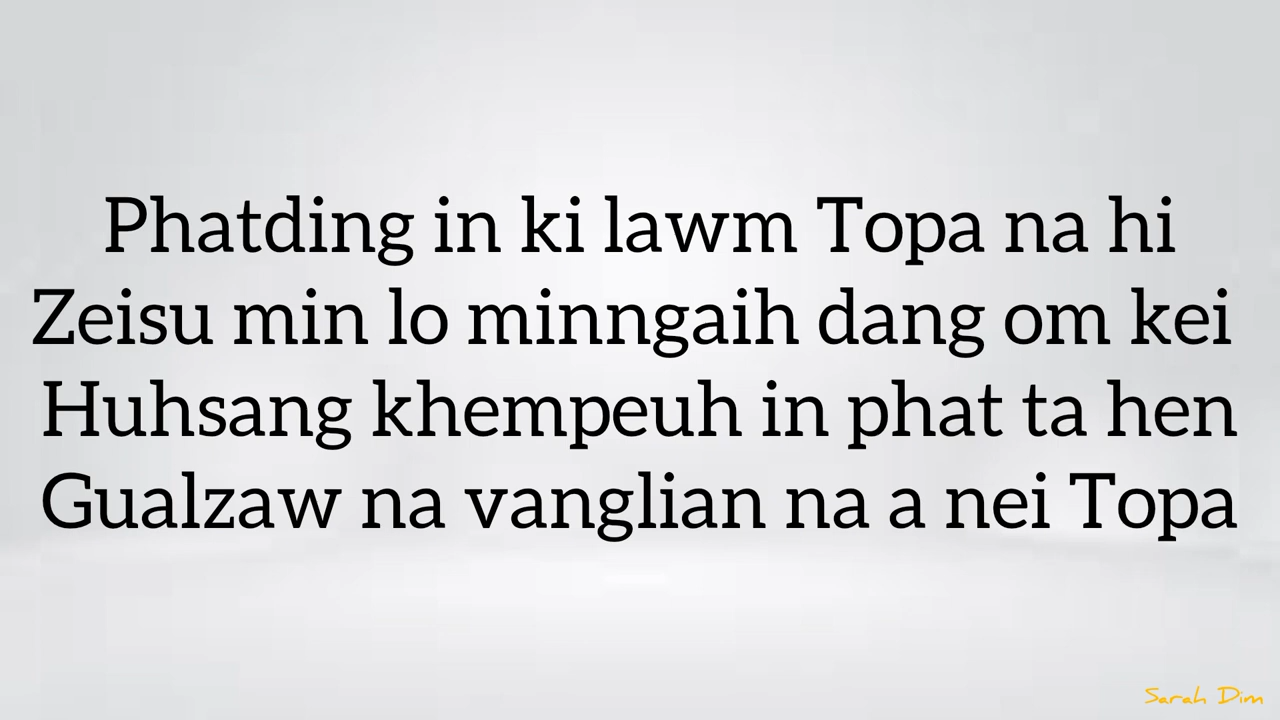 Phatding in ki lawm Topa na hi
Zeisu min lo minngaih dang om kei
Huhsang khempeuh in phat ta hen
Gualzaw na vanglian na a nei Topa
Sarah Dim